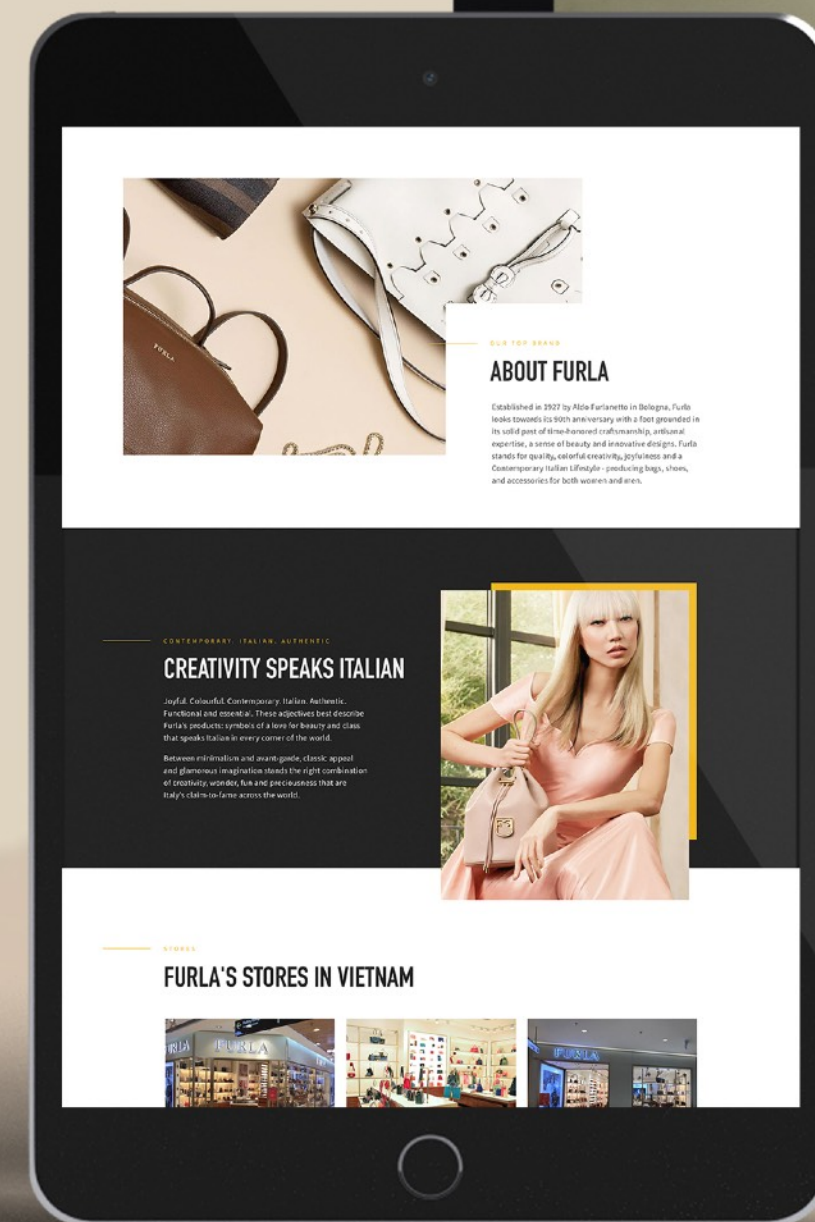 FURLA
OUR TOP BRAND
ABOUT FURLA
Established in 1927 by Aldo Furlanetto in Bologna, Furla
looks towards its 90th anniversary with a foot grounded in
its solid past of time-honored craftsmanship, artisanal
expertise, a sense of beauty and innovative designs. Furla
stands for quality, colorful creativity, joyfulness and a
Contemporary Italian Lifestyle - producing bags, shoes,
and accessories for both women and men.
CONTEMPORARY. ITALIAN. AUTHENTIC
CREATIVITY SPEAKS ITALIAN
Joyful. Colourful. Contemporary. Italian. Authentic.
Functional and essential. These adjectives best describe
Furla's products: symbols of a love for beauty and class
that speaks Italian in every corner of the world.
Between minimalism and avant-garde, classic appeal
and glamorous imagination stands the right combination
of creativity, wonder, fun and preciousness that are
Italy's claim-to-fame across the world.
STORES
FURLA'S STORES IN VIETNAM
FURLA
FURLA
FURLA